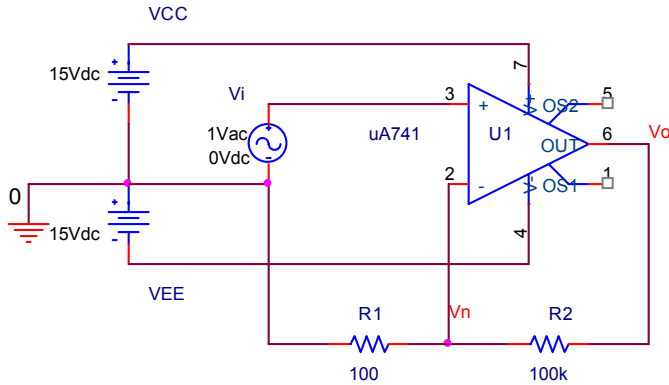 VCC
15Vdc
Vi
1Vac
0Vdc
0
15Vdc
VEE
uA741
U1
3
+
2
-
7
V+
OS2
5
6
OUT
Vo
OS1
1
V-
4
R1
100
Vn
R2
100k